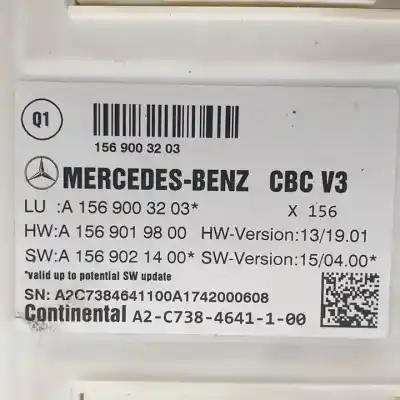 Q1
156 900 32 03
MERCEDES-BENZ CBC V3
LU :A 156 900 32 03* X 156
HW:A 156 901 98 00 HW-Version:13/19.01
SW:A 156 902 14 00* SW-Version:15/04.00*
*valid up to potential SW update
SN: A2C7384641100A1742000608
Continental A2-C738-4641-1-00